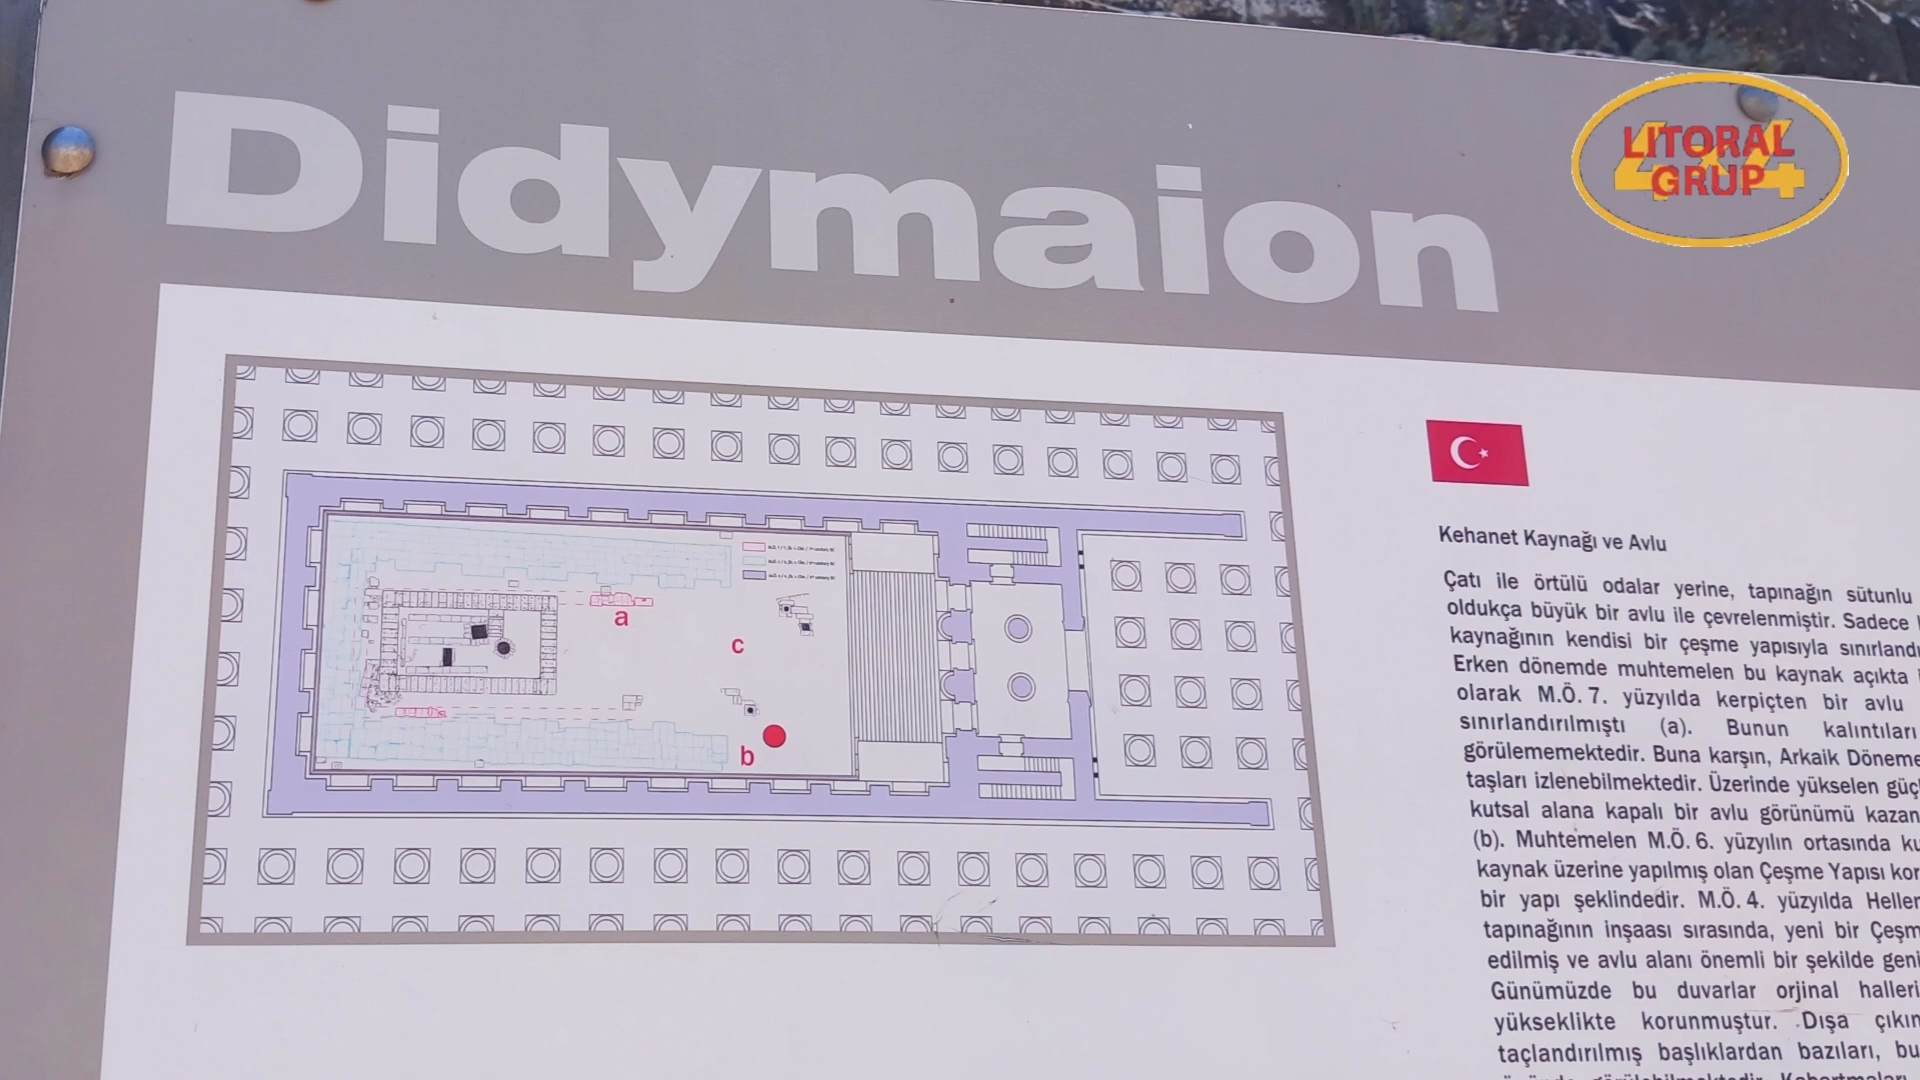 Didymaion
LITORAL
4x4
GRUP
a
c
b
Kehanet Kaynağı ve Avlu
Çatı ile örtülü odalar yerine, tapınağın sütunlu
oldukça büyük bir avlu ile çevrelenmiştir. Sadece
kaynağının kendisi bir çeşme yapısıyla sınırlandı
Erken dönemde muhtemelen bu kaynak açıkta
olarak M.Ö. 7. yüzyılda kerpiçten bir avlu
sınırlandırılmıştı (a). Bunun kalıntıları
görülememektedir. Buna karşın, Arkaik Döneme
taşları izlenebilmektedir. Üzerinde yükselen güç
kutsal alana kapalı bir avlu görünümü kazan
(b). Muhtemelen M.Ö. 6. yüzyılın ortasında ku
kaynak üzerine yapılmış olan Çeşme Yapısı kor
bir yapı şeklindedir. M.Ö. 4. yüzyılda Heller
tapınağının inşaası sırasında, yeni bir Çeşm
edilmiş ve avlu alanı önemli bir şekilde geni
Günümüzde bu duvarlar orjinal halleri
yükseklikte korunmuştur. Dışa çıkın
taçlandırılmış başlıklardan bazıları, bu